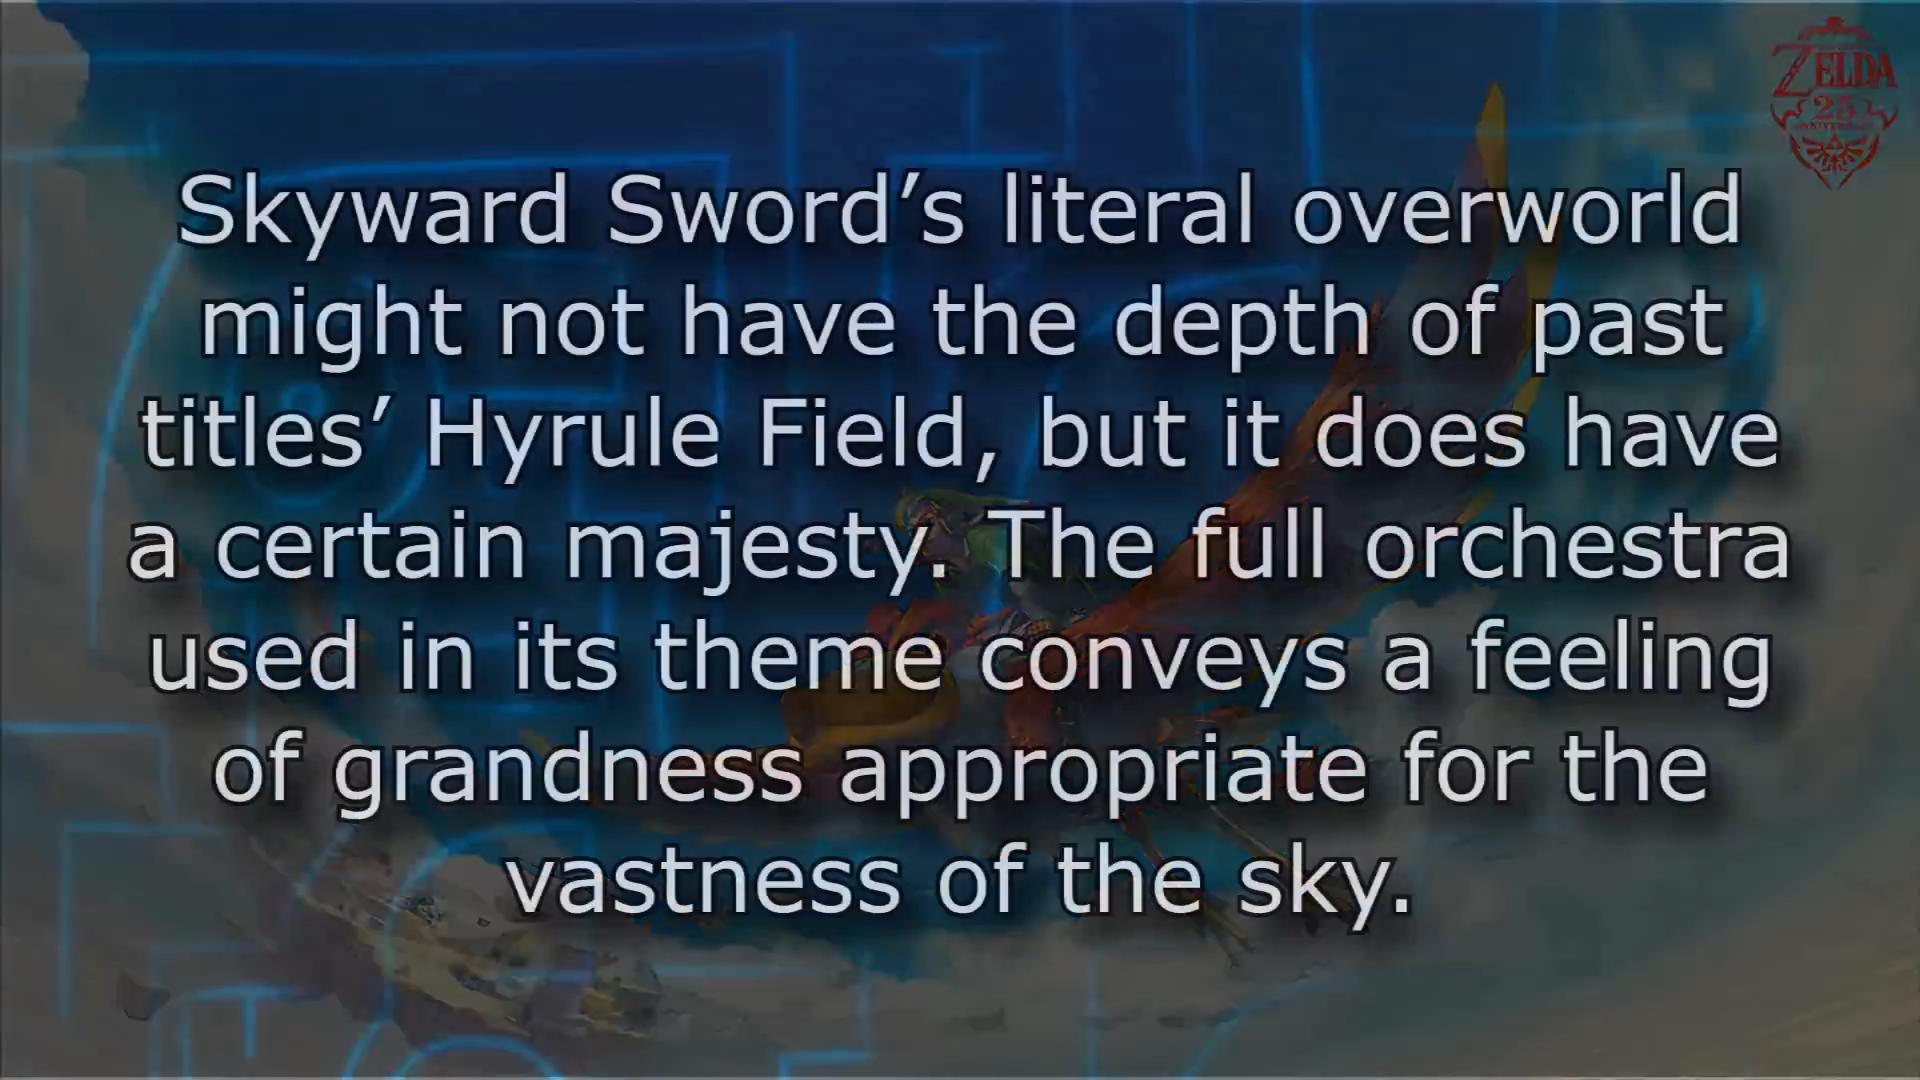 ZELDA
25
ANNIVERSARY
Skyward Sword’s literal overworld
might not have the depth of past
titles’ Hyrule Field, but it does have
a certain majesty. The full orchestra
used in its theme conveys a feeling
of grandness appropriate for the
vastness of the sky.